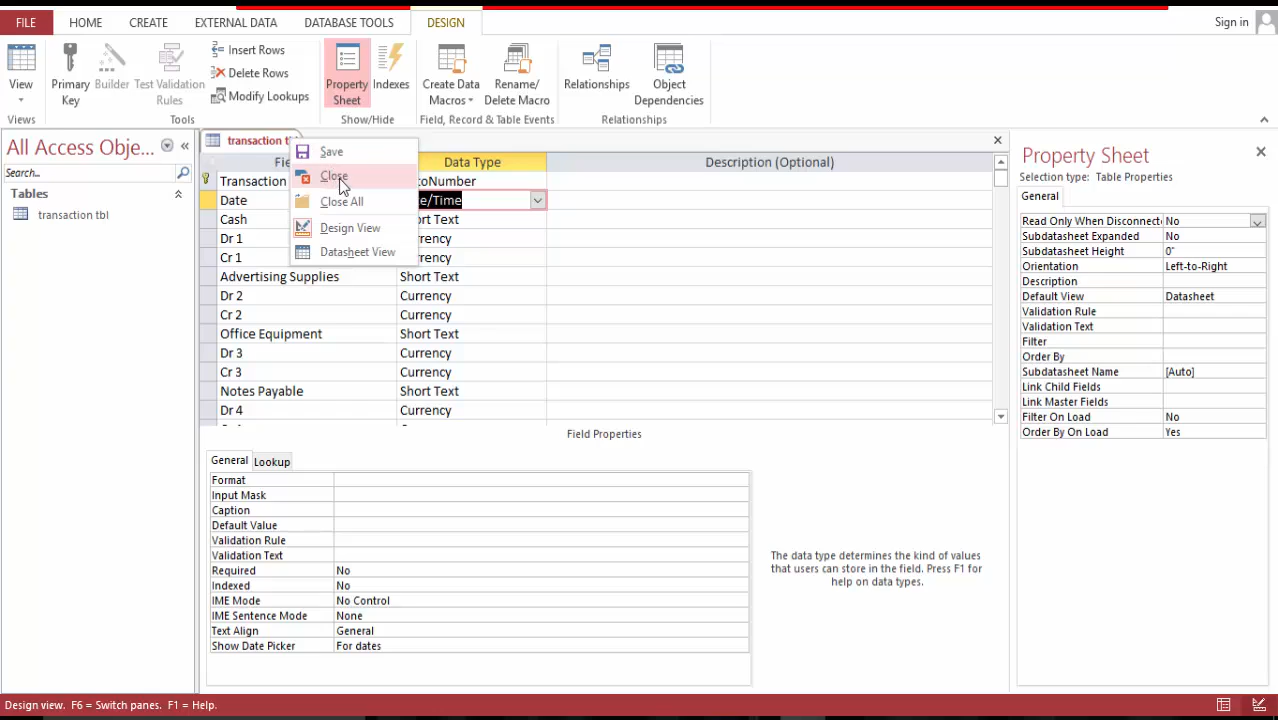 FILE HOME CREATE EXTERNAL DATA DATABASE TOOLS DESIGN Sign in
View
Primary Key
Builder
Test Validation Rules
Insert Rows
Delete Rows
Modify Lookups
Property Sheet
Indexes
Create Data Macros
Rename/ Delete Macro
Relationships
Object Dependencies
Views Tools Show/Hide Field, Record & Table Events Relationships
All Access Obje...
Search...
Tables
transaction tbl
transaction tb
Save
Close
Close All
Design View
Datasheet View
Data Type Description (Optional)
Transaction
Date
Cash
Dr 1 Currency
Cr 1 Currency
Advertising Supplies Short Text
Dr 2 Currency
Cr 2 Currency
Office Equipment Short Text
Dr 3 Currency
Cr 3 Currency
Notes Payable Short Text
Dr 4 Currency
Field Properties
General Lookup
Format
Input Mask
Caption
Default Value
Validation Rule
Validation Text
Required No
Indexed No
IME Mode No Control
IME Sentence Mode None
Text Align General
Show Date Picker For dates
The data type determines the kind of values
that users can store in the field. Press F1 for
help on data types.
Property Sheet
Selection type: Table Properties
General
Read Only When Disconnect No
Subdatasheet Expanded No
Subdatasheet Height 0"
Orientation Left-to-Right
Description
Default View Datasheet
Validation Rule
Validation Text
Filter
Order By
Subdatasheet Name [Auto]
Link Child Fields
Link Master Fields
Filter On Load No
Order By On Load Yes
Design view. F6 = Switch panes. F1 = Help.